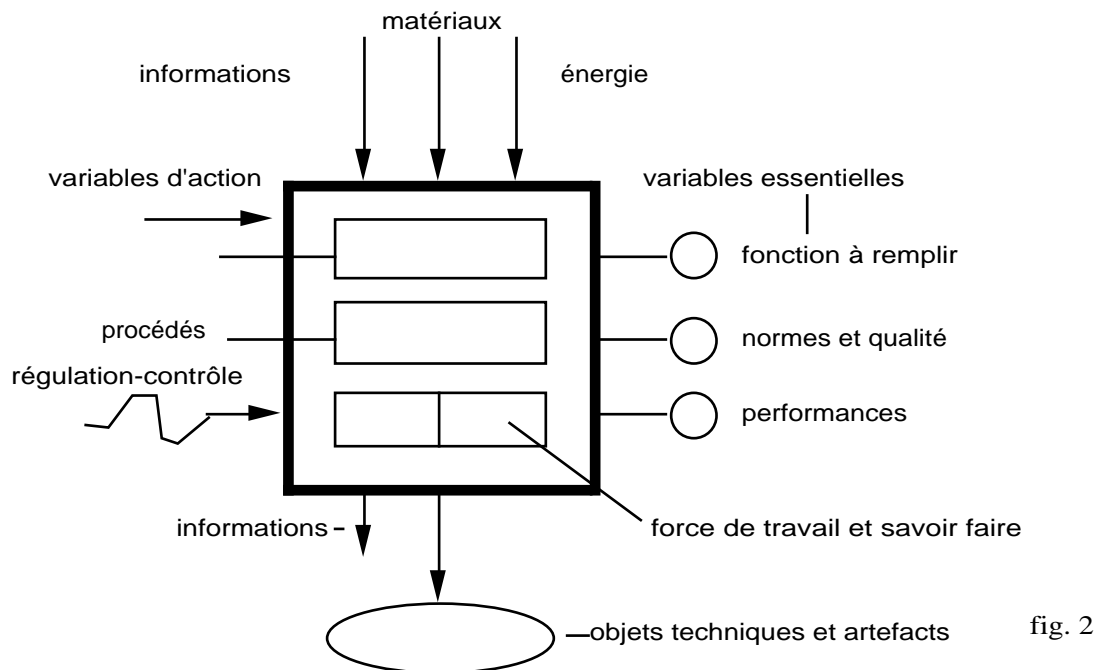 matériaux
informations
énergie
variables d'action
variables essentielles
fonction à remplir
procédés
normes et qualité
régulation-contrôle
performances
informations
force de travail et savoir faire
objets techniques et artefacts
fig. 2